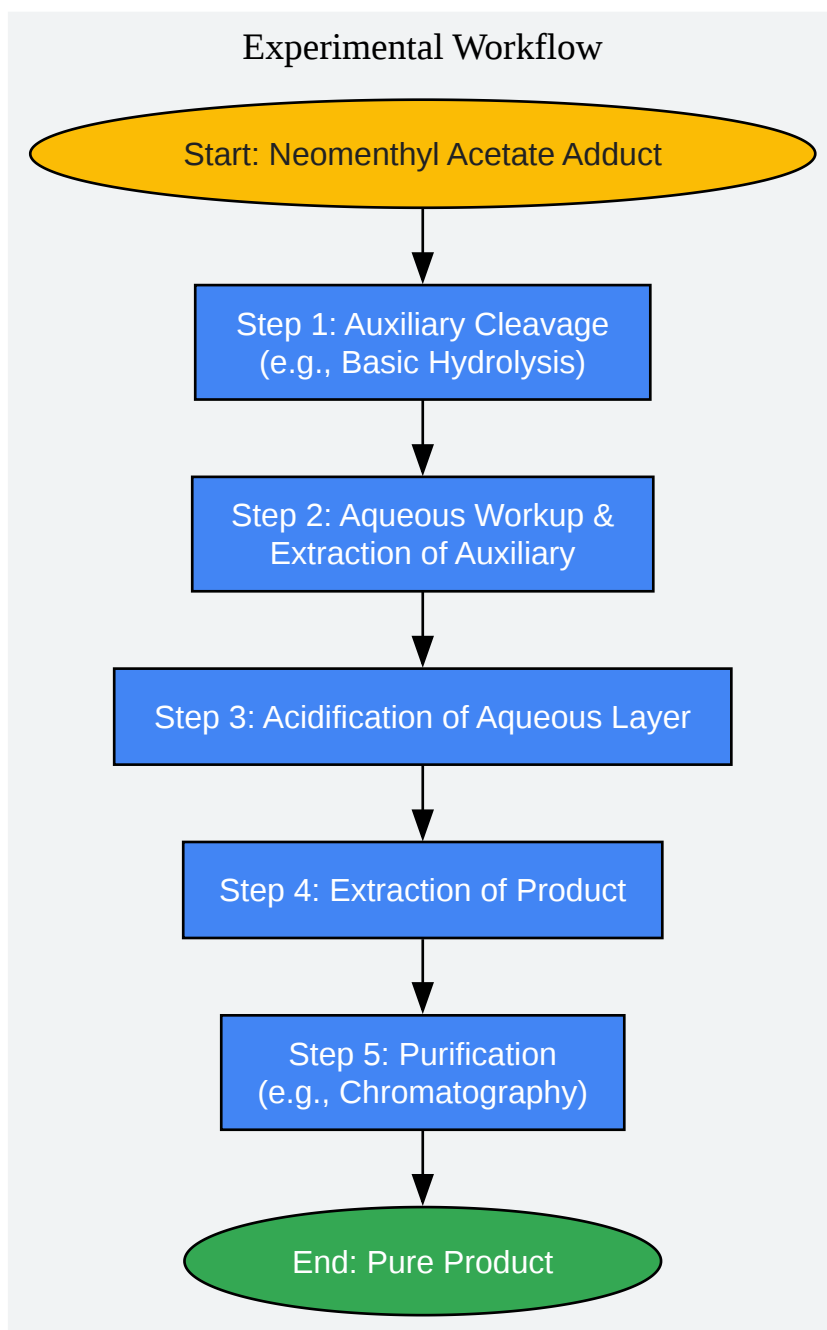 Experimental Workflow
Start: Neomenthyl Acetate Adduct
Step 1: Auxiliary Cleavage
(e.g., Basic Hydrolysis)
Step 2: Aqueous Workup &
Extraction of Auxiliary
Step 3: Acidification of Aqueous Layer
Step 4: Extraction of Product
Step 5: Purification
(e.g., Chromatography)
End: Pure Product